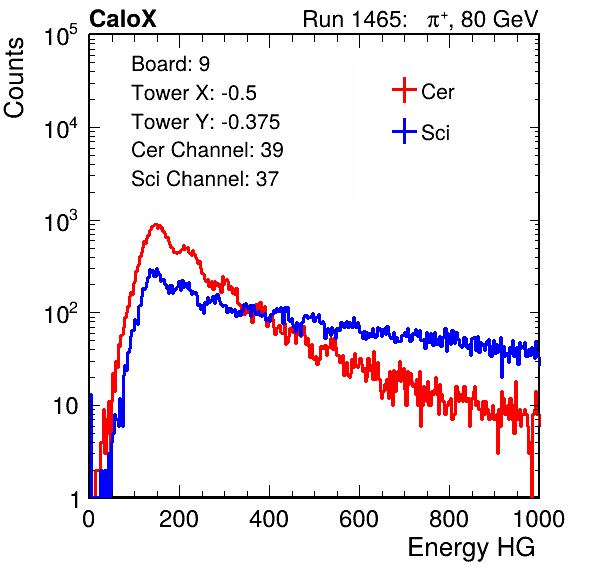 CaloX Run 1465: π⁺, 80 GeV
Counts
10⁵
10⁴
10³
10²
10
1
Board: 9
Tower X: -0.5
Tower Y: -0.375
Cer Channel: 39
Sci Channel: 37
Cer
Sci
0 200 400 600 800 1000
Energy HG